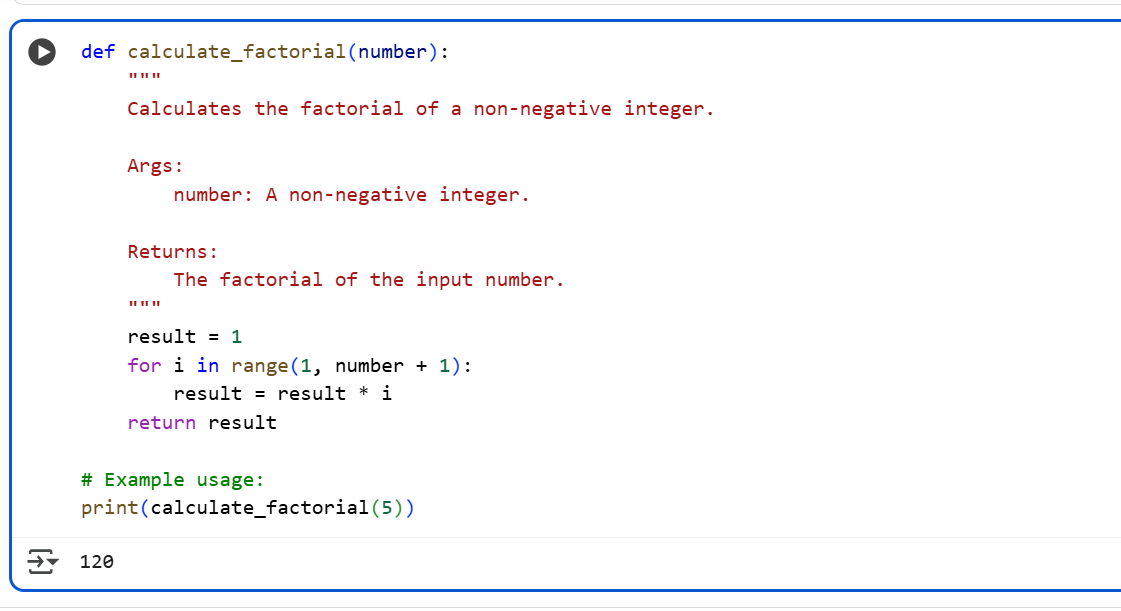 def calculate_factorial(number):
    """
    Calculates the factorial of a non-negative integer.

    Args:
        number: A non-negative integer.

    Returns:
        The factorial of the input number.
    """
    result = 1
    for i in range(1, number + 1):
        result = result * i
    return result

# Example usage:
print(calculate_factorial(5))
120